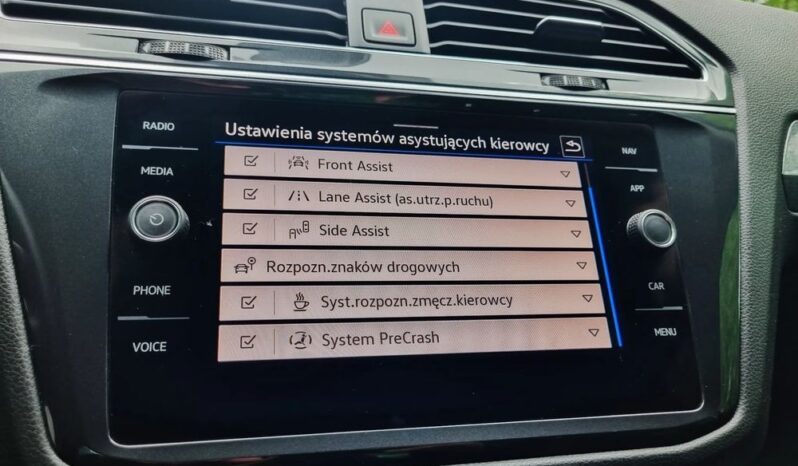 RADIO
MEDIA
PHONE
VOICE
Ustawienia systemów asystujących kierowcy
Front Assist
Lane Assist (as.utrz.p.ruchu)
Side Assist
Rozpozn.znaków drogowych
Syst.rozpozn.zmęcz.kierowcy
System PreCrash
NAV
APP
CAR
MENU